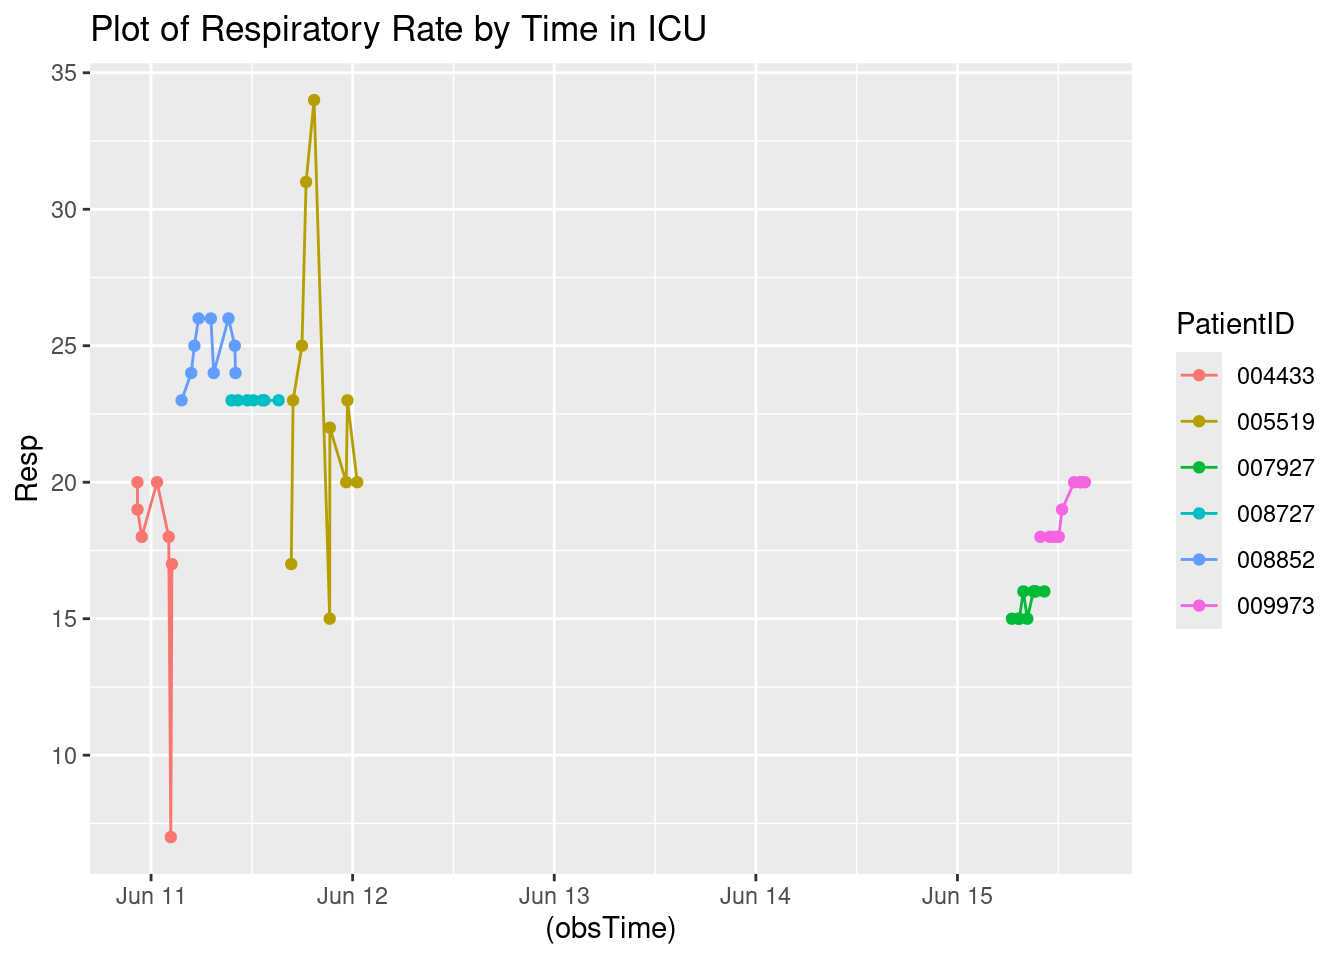 Plot of Respiratory Rate by Time in ICU
35
30
25
20
15
10
Resp
Jun 11
Jun 12
Jun 13
Jun 14
Jun 15
(obsTime)
PatientID
004433
005519
007927
008727
008852
009973